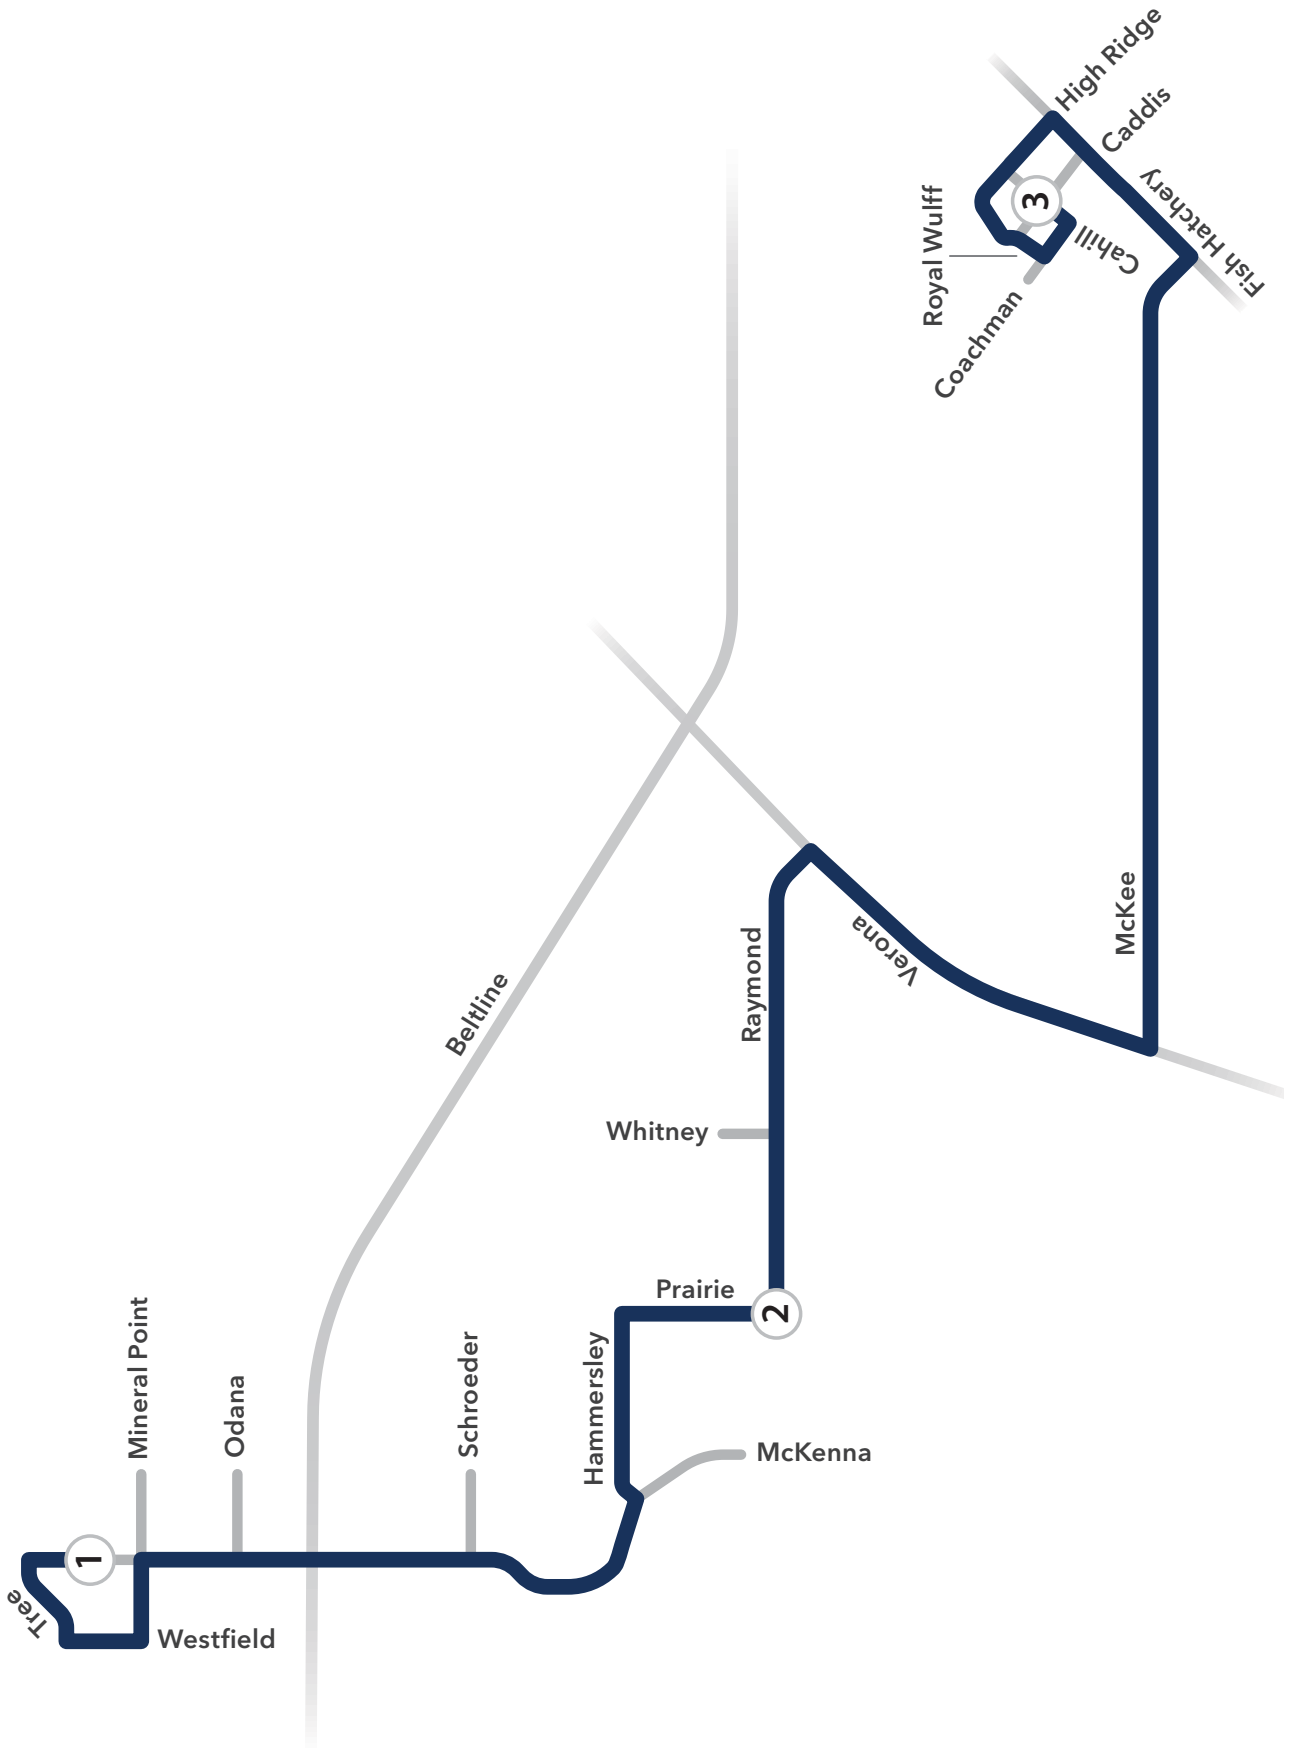 High Ridge
Caddis
Fish Hatchery
Cahill
3
Royal Wulff
Coachman
McKee
Verona
Raymond
Beltline
Whitney
Prairie
2
Hammersley
McKenna
Schroeder
Odana
Mineral Point
1
Tree
Westfield